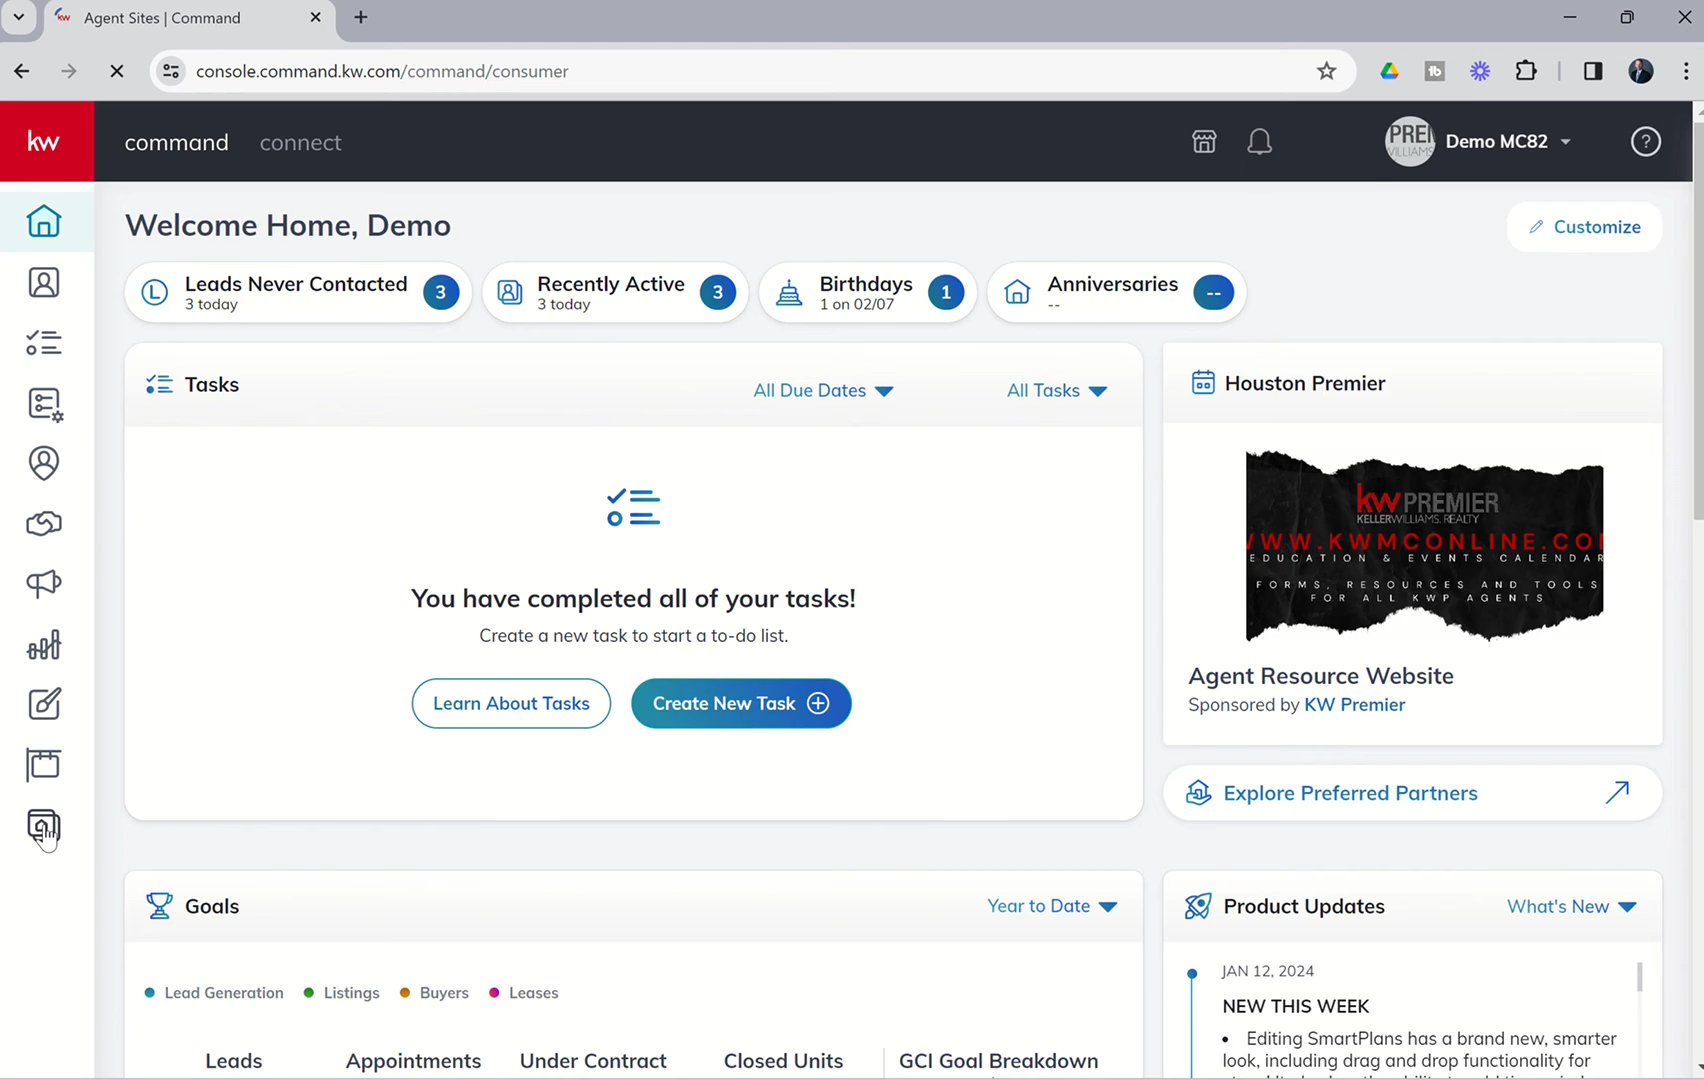 Agent Sites | Command
console.command.kw.com/command/consumer
tb
kw
command
connect
PREI
WILLIAMS
Demo MC82
?
Welcome Home, Demo
Customize
L
Leads Never Contacted
3 today
3
Recently Active
3 today
3
Birthdays
1 on 02/07
1
Anniversaries
--
--
Tasks
All Due Dates
All Tasks
You have completed all of your tasks!
Create a new task to start a to-do list.
Learn About Tasks
Create New Task
Houston Premier
kw PREMIER
KELLERWILLIAMS. REALTY
WWW.KWMCONLINE.CO
EDUCATION & EVENTS CALENDAR
FORMS, RESOURCES AND TOOLS
FOR ALL KWP AGENTS
Agent Resource Website
Sponsored by KW Premier
Explore Preferred Partners
Goals
Year to Date
Lead Generation
Listings
Buyers
Leases
Leads
Appointments
Under Contract
Closed Units
GCI Goal Breakdown
Product Updates
What's New
JAN 12, 2024
NEW THIS WEEK
• Editing SmartPlans has a brand new, smarter
look, including drag and drop functionality for